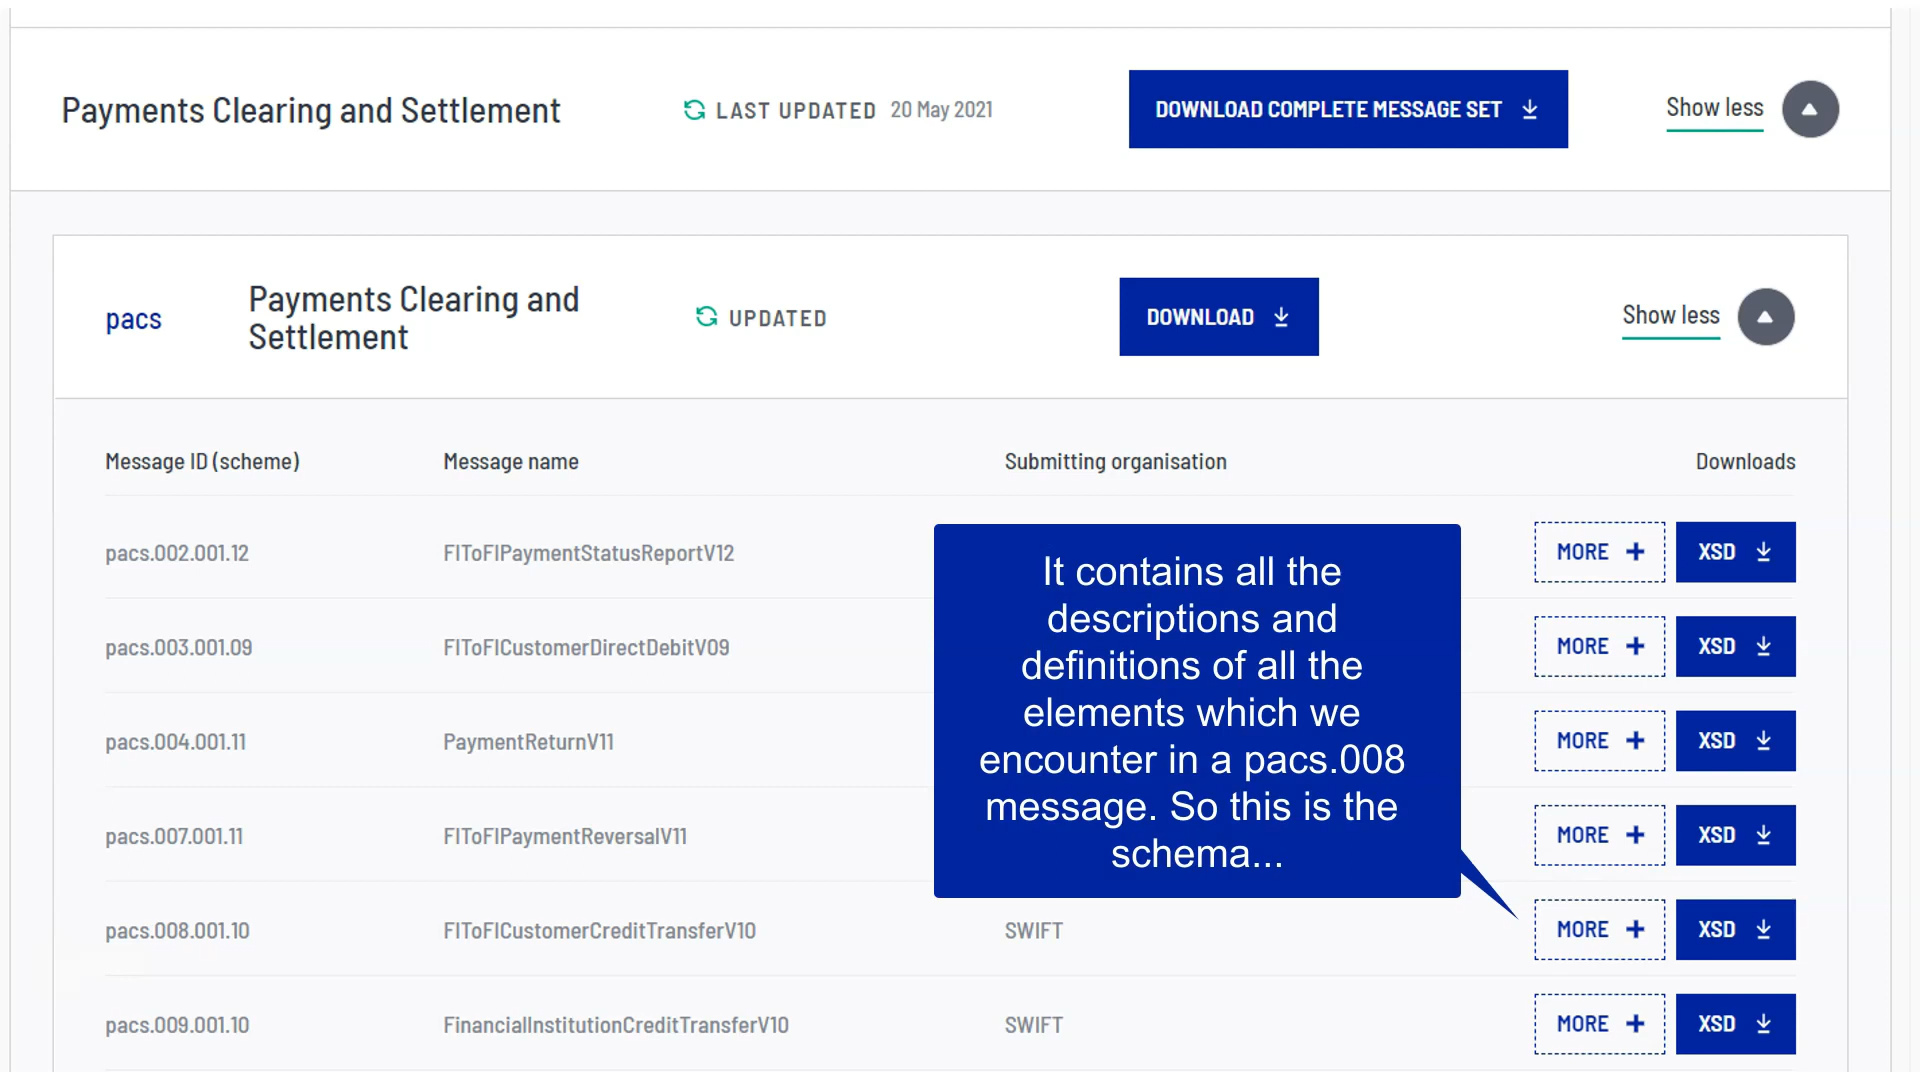 Payments Clearing and Settlement
LAST UPDATED 20 May 2021
DOWNLOAD COMPLETE MESSAGE SET
Show less
pacs
Payments Clearing and
Settlement
UPDATED
DOWNLOAD
Show less
Message ID (scheme) Message name Submitting organisation Downloads
pacs.002.001.12 FIToFIPaymentStatusReportV12 MORE + XSD
pacs.003.001.09 FIToFICustomerDirectDebitV09 MORE + XSD
pacs.004.001.11 PaymentReturnV11 MORE + XSD
pacs.007.001.11 FIToFIPaymentReversalV11 MORE + XSD
It contains all the
descriptions and
definitions of all the
elements which we
encounter in a pacs.008
message. So this is the
schema...
pacs.008.001.10 FIToFICustomerCreditTransferV10 SWIFT MORE + XSD
pacs.009.001.10 FinancialInstitutionCreditTransferV10 SWIFT MORE + XSD